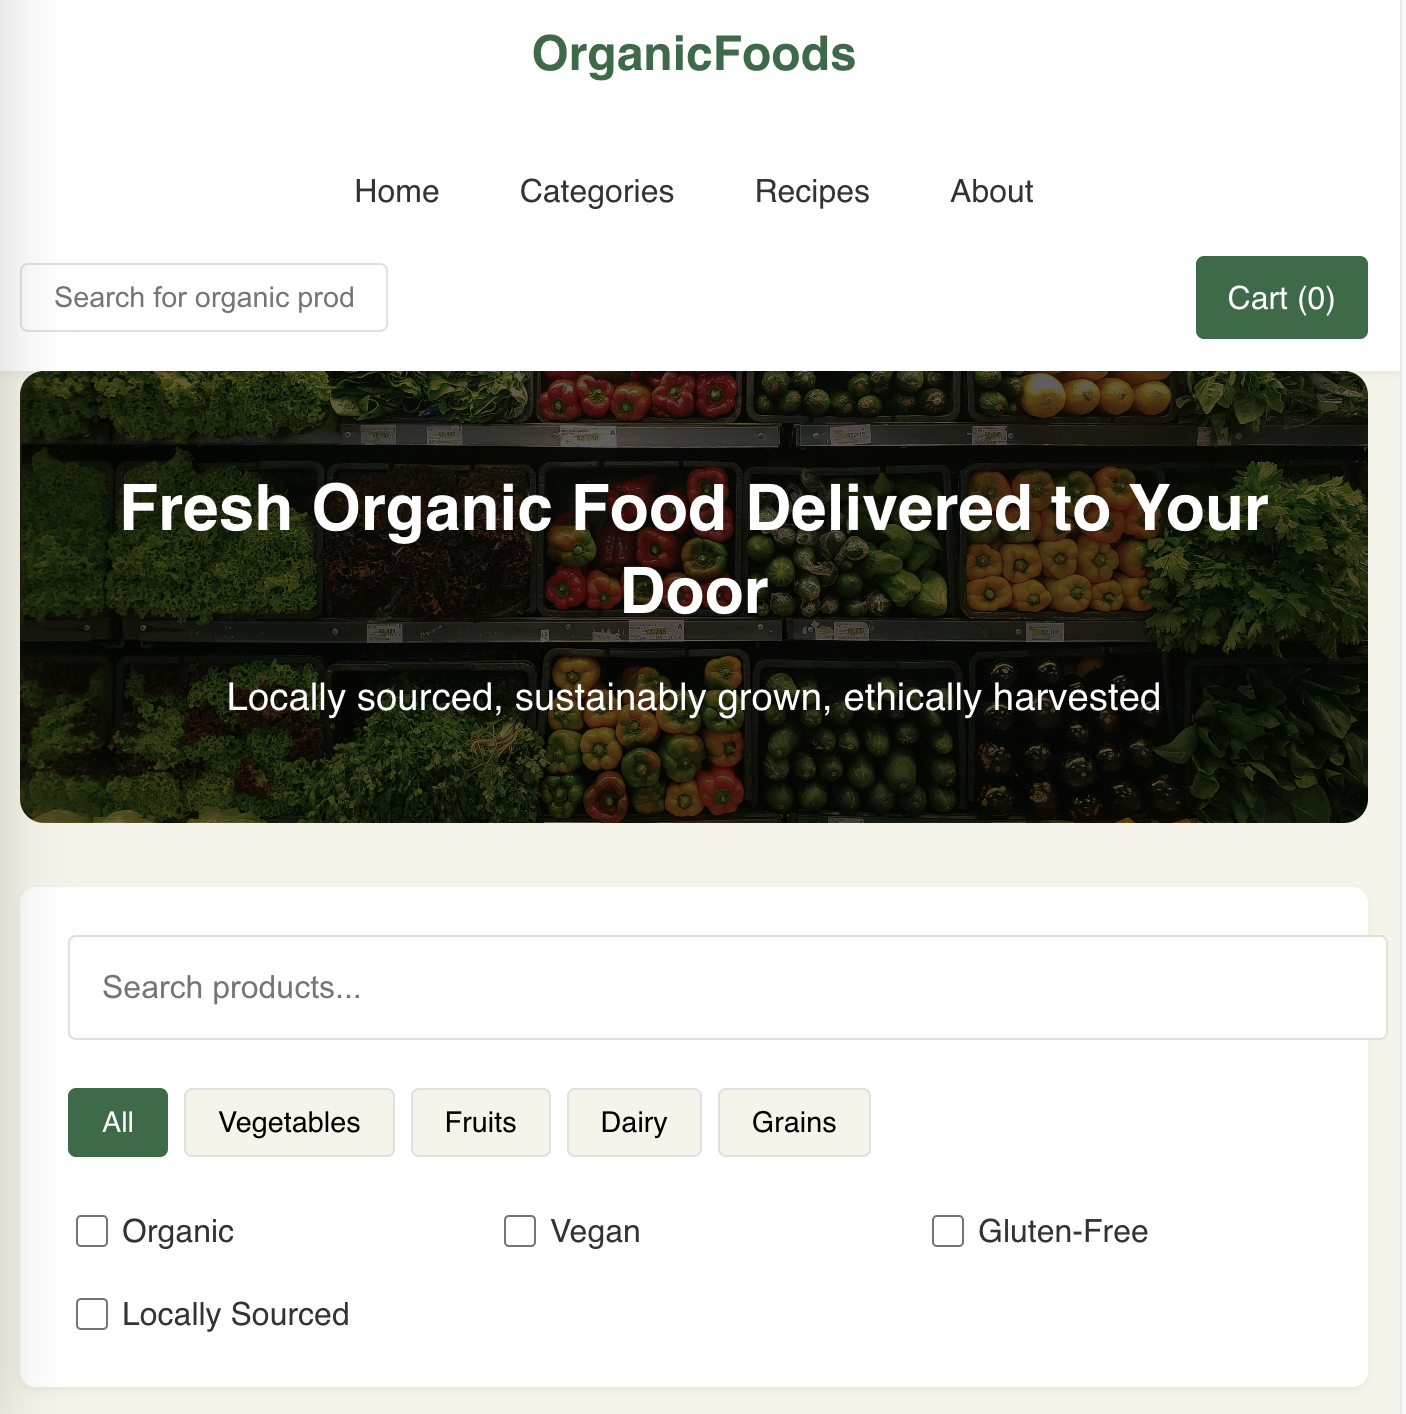 OrganicFoods
Home Categories Recipes About
Search for organic prod
Cart (0)
Fresh Organic Food Delivered to Your
Door
Locally sourced, sustainably grown, ethically harvested
Search products...
All Vegetables Fruits Dairy Grains
Organic Vegan Gluten-Free
Locally Sourced